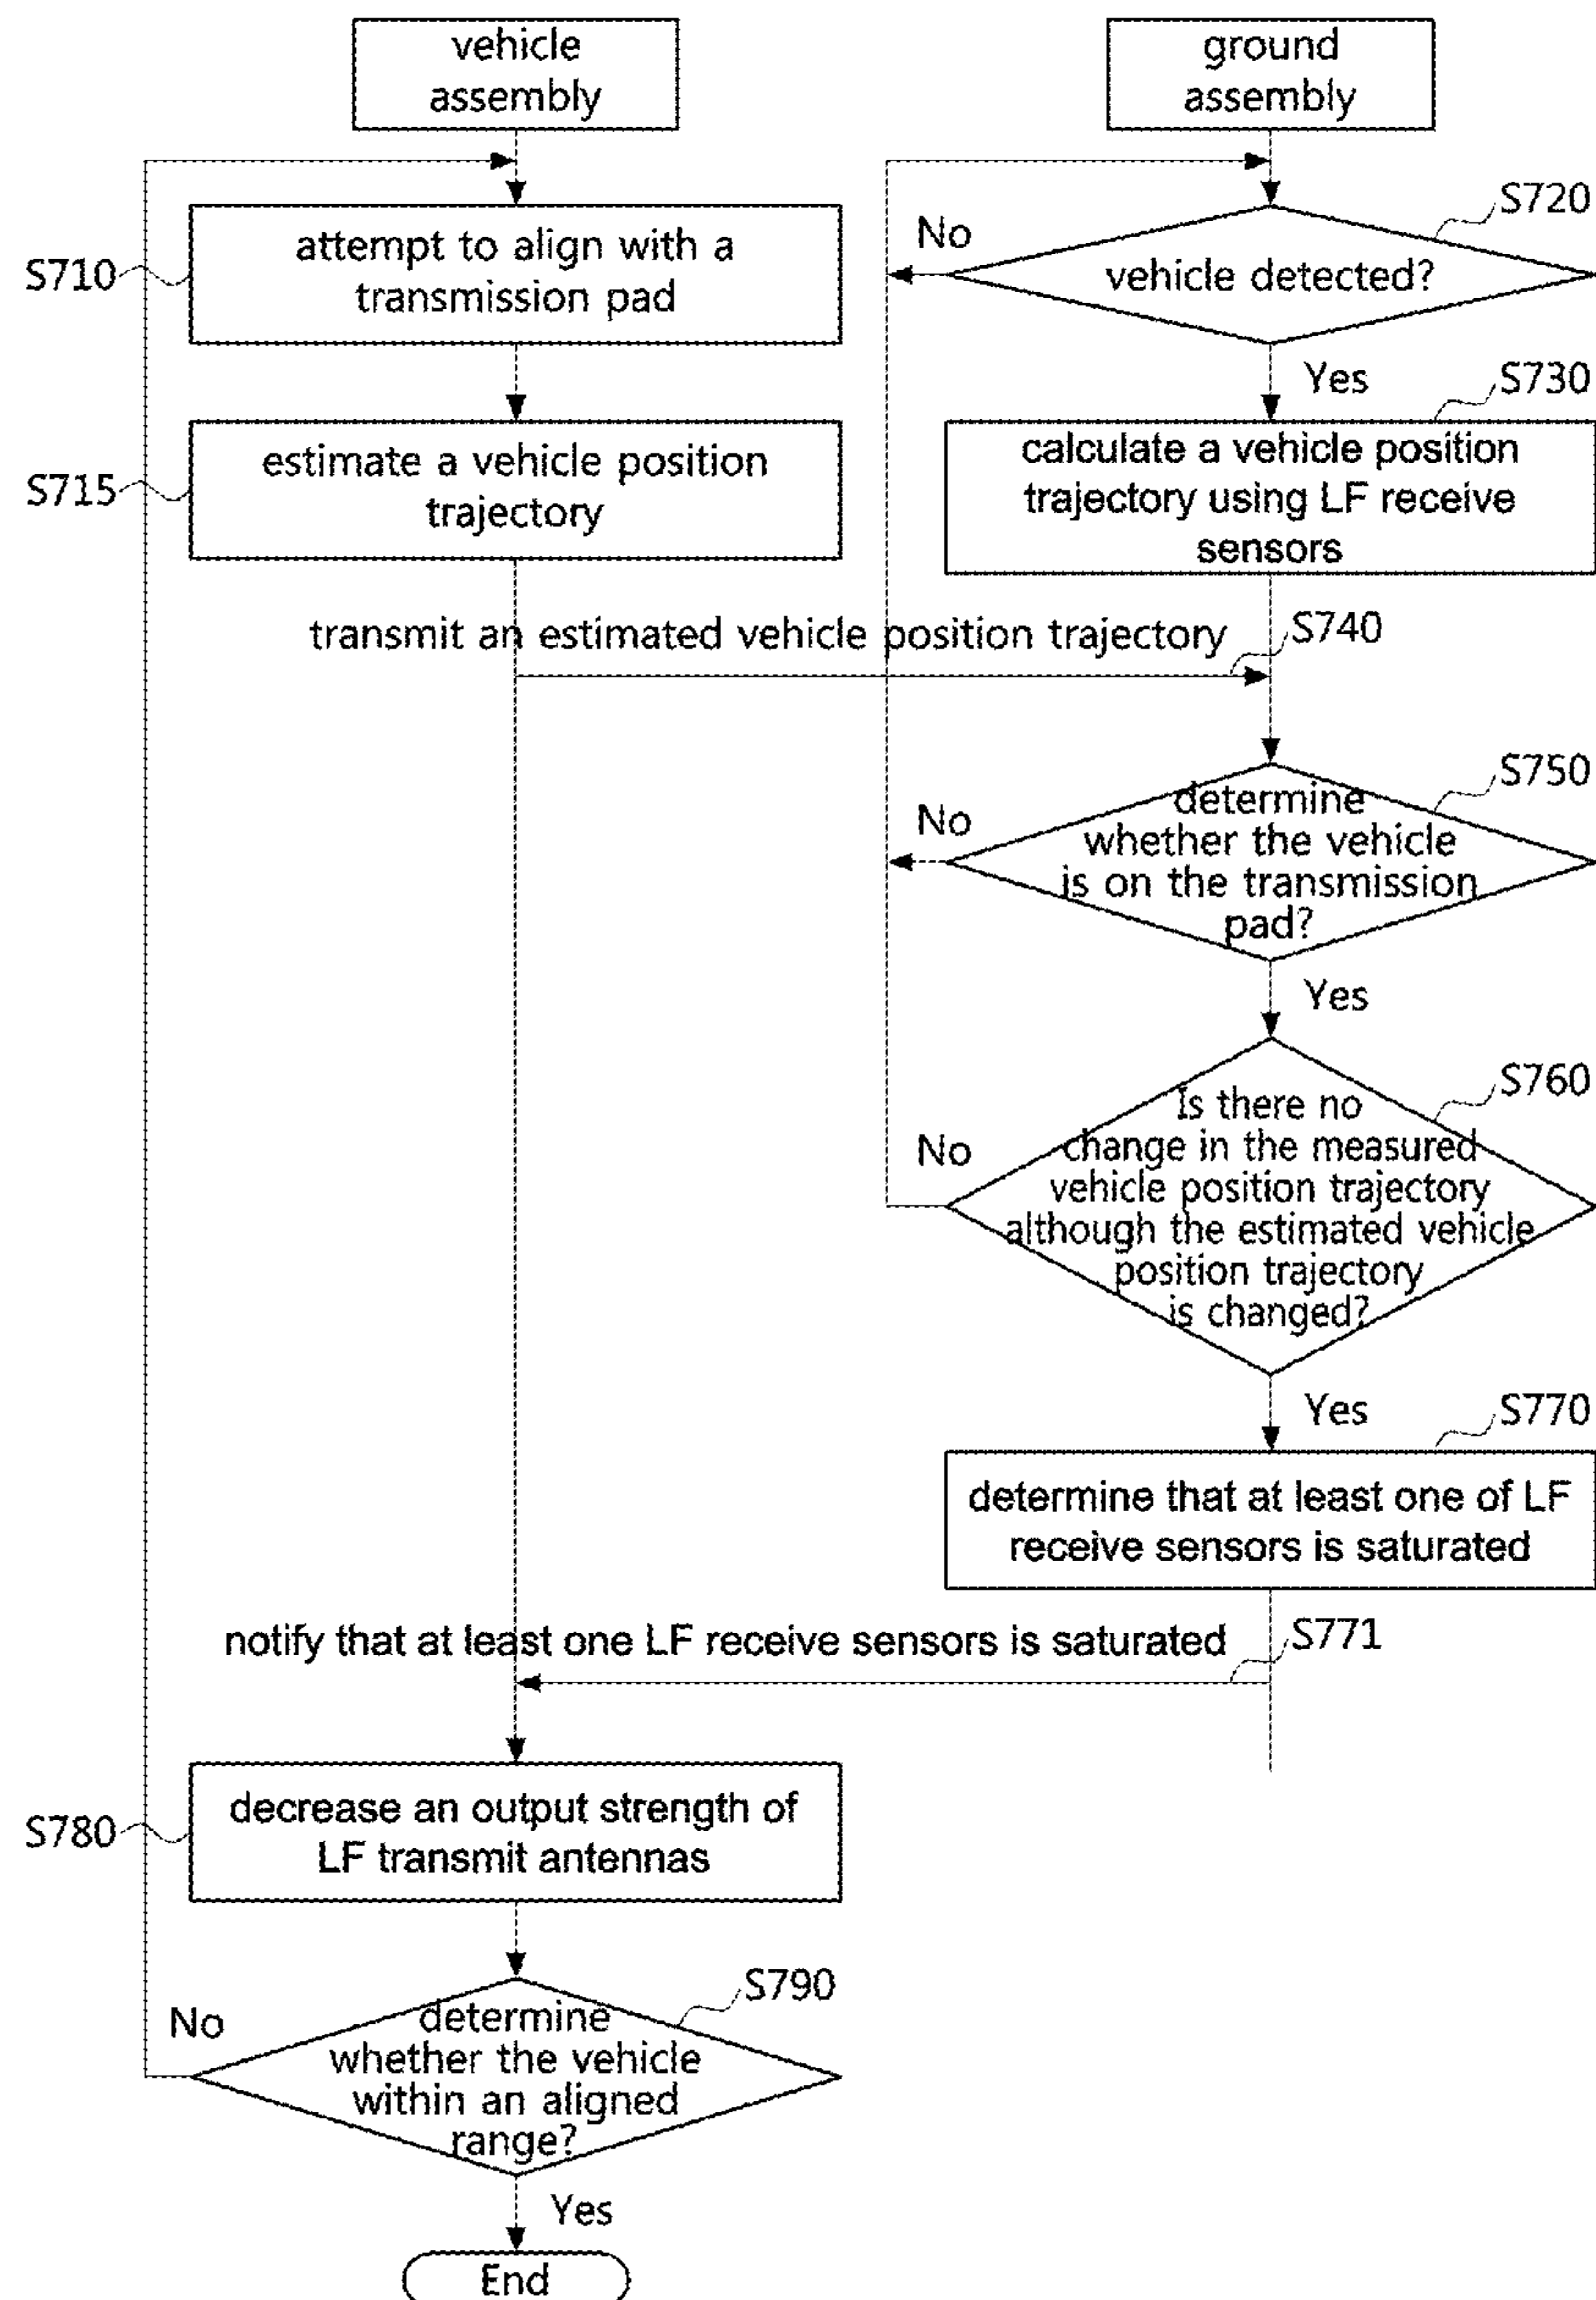 vehicle
assembly
ground
assembly
S720
No
vehicle detected?
S710
attempt to align with a
transmission pad
Yes
S730
S715
estimate a vehicle position
trajectory
calculate a vehicle position
trajectory using LF receive
sensors
transmit an estimated vehicle position trajectory
S740
S750
No
determine
whether the vehicle
is on the transmission
pad?
Yes
S760
No
Is there no
change in the measured
vehicle position trajectory
although the estimated vehicle
position trajectory
is changed?
Yes
S770
determine that at least one of LF
receive sensors is saturated
notify that at least one LF receive sensors is saturated
S771
S780
decrease an output strength of
LF transmit antennas
S790
No
determine
whether the vehicle
within an aligned
range?
Yes
End